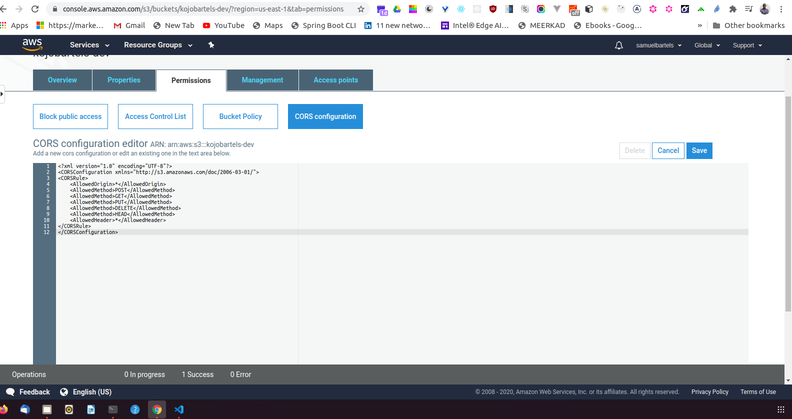 console.aws.amazon.com/s3/buckets/kojobartels-dev/?region=us-east-1&tab=permissions
Apps https://marke... Gmail New Tab YouTube Maps Spring Boot CLI 11 new netwo... Intel® Edge AI... MEERKAD Ebooks - Goog... » Other bookmarks
aws Services Resource Groups samuelbartels Global Support
kojobartels-dev
Overview Properties Permissions Management Access points
Block public access Access Control List Bucket Policy CORS configuration
CORS configuration editor ARN: arn:aws:s3:::kojobartels-dev
Add a new cors configuration or edit an existing one in the text area below.
Delete Cancel Save
1 <?xml version="1.0" encoding="UTF-8"?>
2 <CORSConfiguration xmlns="http://s3.amazonaws.com/doc/2006-03-01/">
3 <CORSRule>
4 <AllowedOrigin>*</AllowedOrigin>
5 <AllowedMethod>POST</AllowedMethod>
6 <AllowedMethod>GET</AllowedMethod>
7 <AllowedMethod>PUT</AllowedMethod>
8 <AllowedMethod>DELETE</AllowedMethod>
9 <AllowedMethod>HEAD</AllowedMethod>
10 <AllowedHeader>*</AllowedHeader>
11 </CORSRule>
12 </CORSConfiguration>
Operations 0 In progress 1 Success 0 Error
Feedback English (US) © 2008 - 2020, Amazon Web Services, Inc. or its affiliates. All rights reserved. Privacy Policy Terms of Use